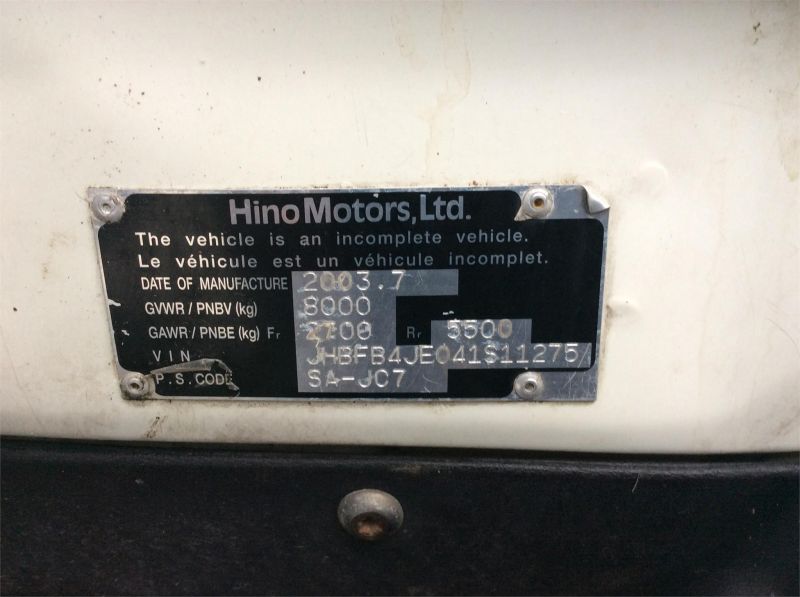 Hino Motors, Ltd.
The vehicle is an incomplete vehicle.
Le véhicule est un véhicule incomplet.
DATE OF MANUFACTURE 2003.7
GVWR / PNBV (kg) 8000
GAWR / PNBE (kg) Fr 2700 Rr 5500
VIN JHBFB4JE041S11275
P.S. CODE SA-JC7